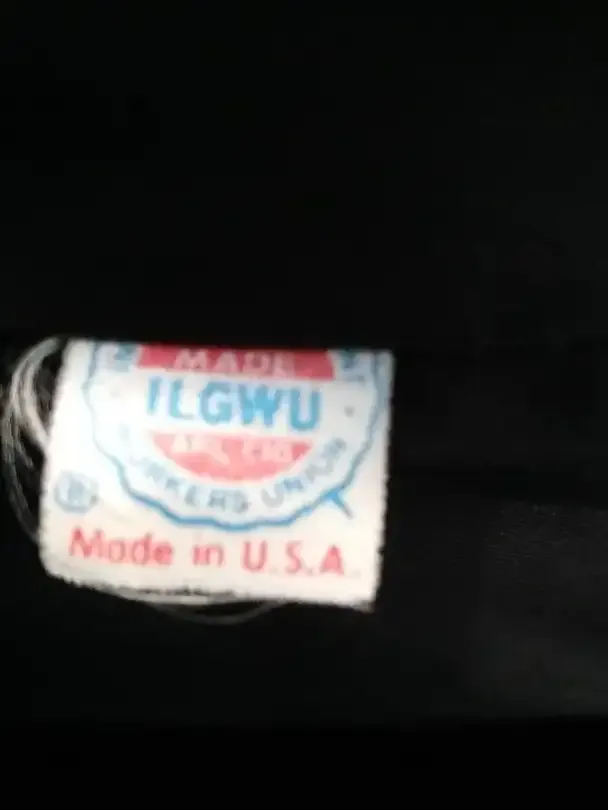 MADE
ILGWU
AFL CIO
WORKERS UNION
®
Made in U.S.A.